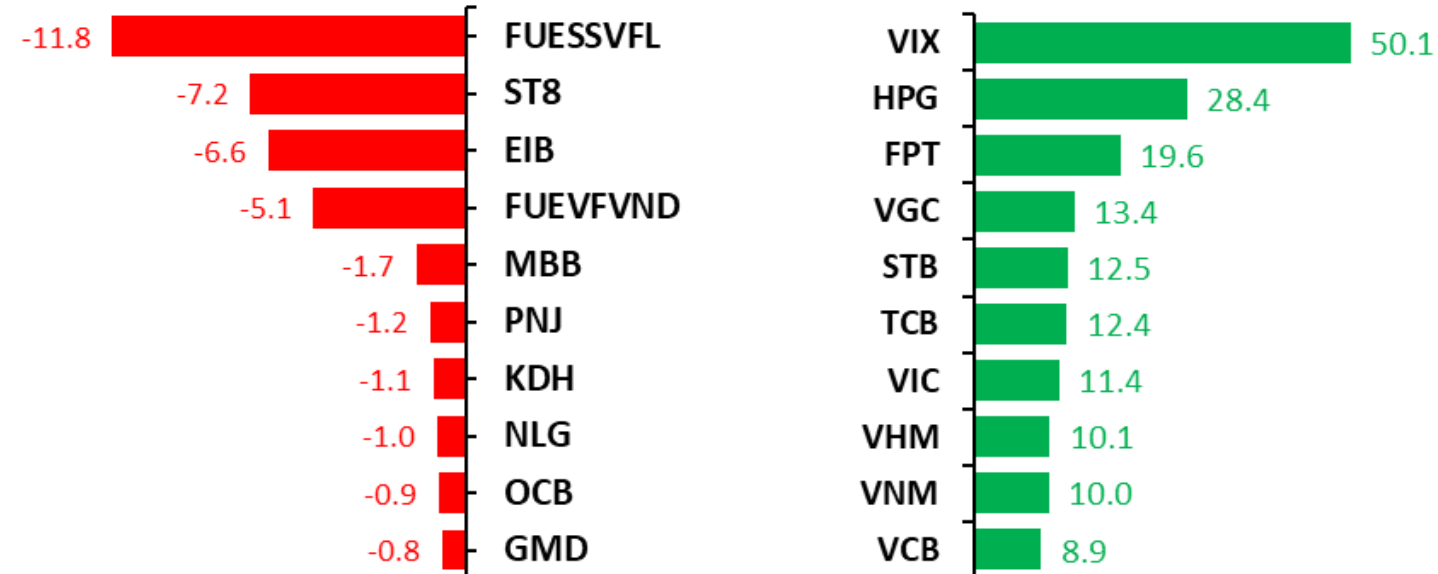 -11.8 FUESSVFL VIX 50.1
-7.2 ST8 HPG 28.4
-6.6 EIB FPT 19.6
-5.1 FUEVFVND VGC 13.4
-1.7 MBB STB 12.5
-1.2 PNJ TCB 12.4
-1.1 KDH VIC 11.4
-1.0 NLG VHM 10.1
-0.9 OCB VNM 10.0
-0.8 GMD VCB 8.9